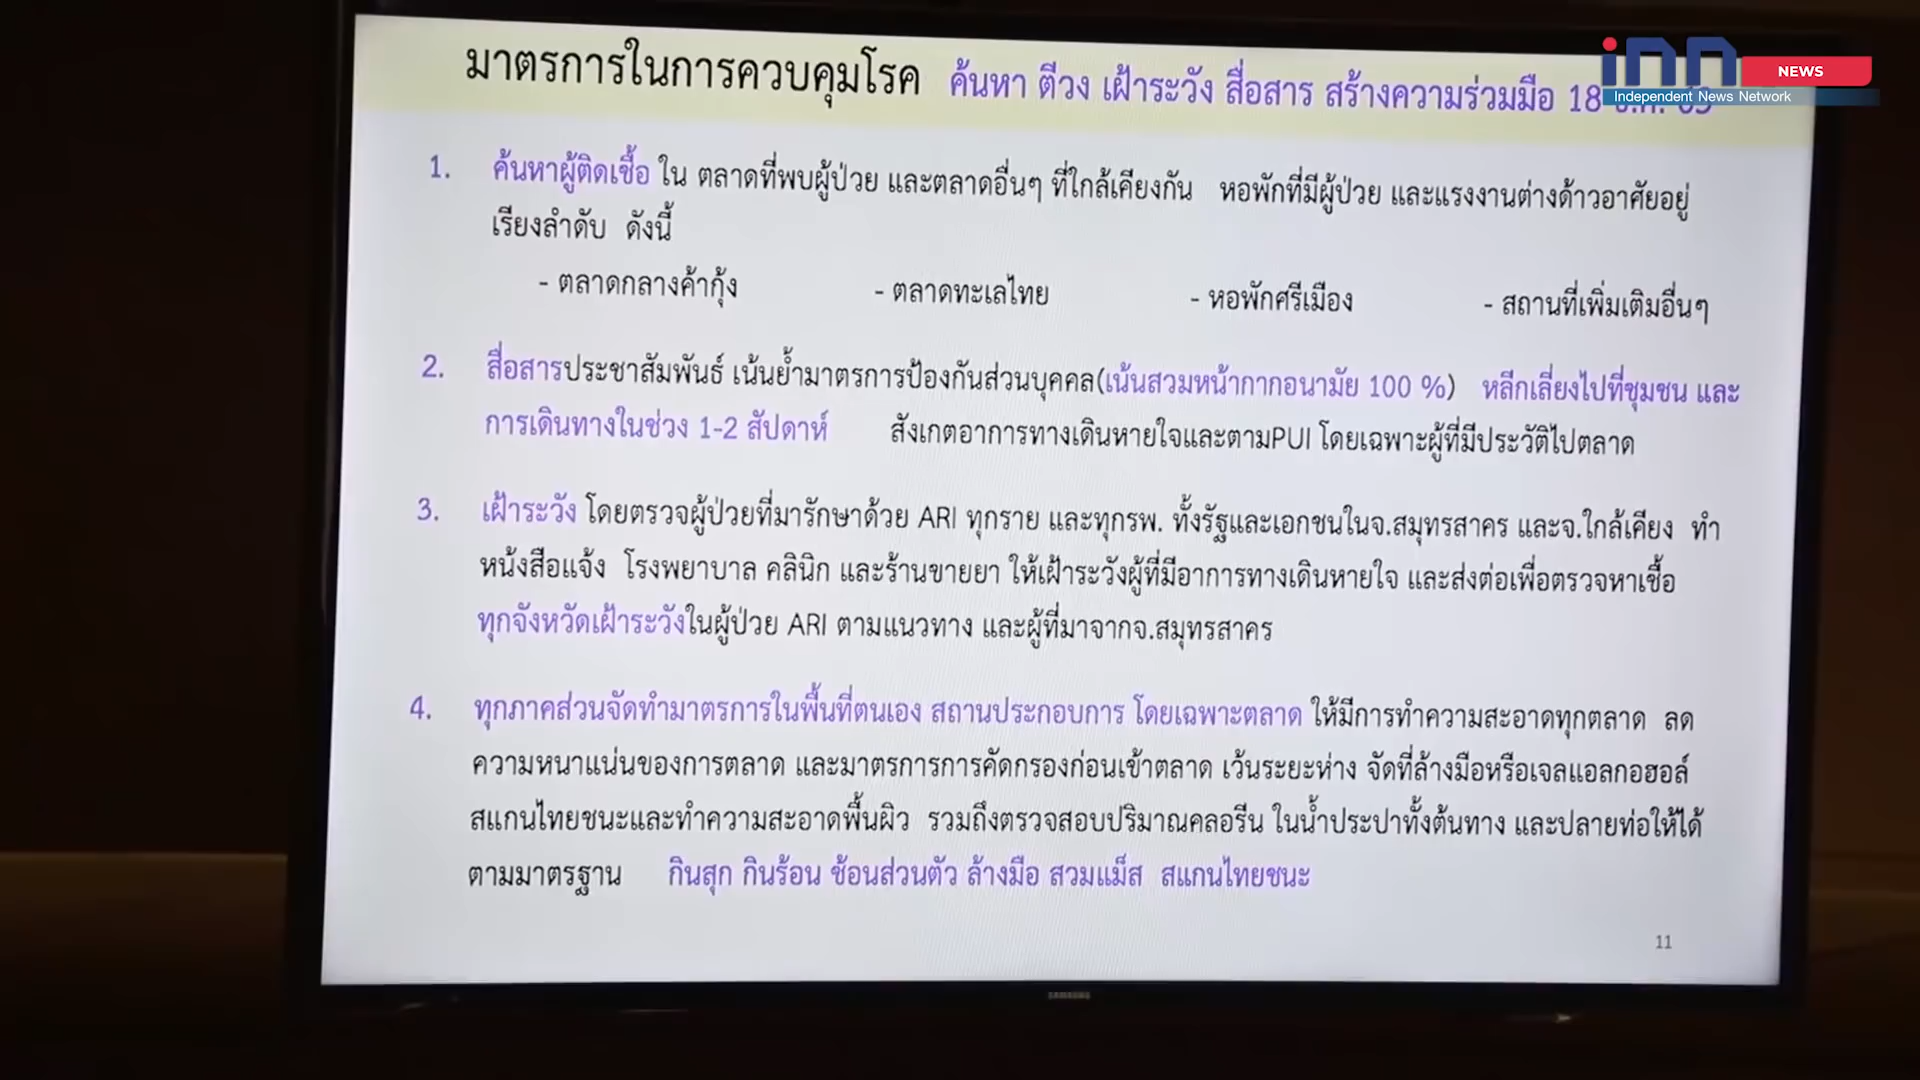 inn NEWS
Independent News Network
มาตรการในการควบคุมโรค ค้นหา ตีวง เฝ้าระวัง สื่อสาร สร้างความร่วมมือ 18
1. ค้นหาผู้ติดเชื้อ ใน ตลาดที่พบผู้ป่วย และตลาดอื่นๆ ที่ใกล้เคียงกัน หอพักที่มีผู้ป่วย และแรงงานต่างด้าวอาศัยอยู่
เรียงลำดับ ดังนี้
- ตลาดกลางค้ากุ้ง - ตลาดทะเลไทย - หอพักศรีเมือง - สถานที่เพิ่มเติมอื่นๆ
2. สื่อสารประชาสัมพันธ์ เน้นย้ำมาตรการป้องกันส่วนบุคคล(เน้นสวมหน้ากากอนามัย 100 %) หลีกเลี่ยงไปที่ชุมชน และ
การเดินทางในช่วง 1-2 สัปดาห์ สังเกตอาการทางเดินหายใจและตามPUI โดยเฉพาะผู้ที่มีประวัติไปตลาด
3. เฝ้าระวัง โดยตรวจผู้ป่วยที่มารักษาด้วย ARI ทุกราย และทุกรพ. ทั้งรัฐและเอกชนในจ.สมุทรสาคร และจ.ใกล้เคียง ทำ
หนังสือแจ้ง โรงพยาบาล คลินิก และร้านขายยา ให้เฝ้าระวังผู้ที่มีอาการทางเดินหายใจ และส่งต่อเพื่อตรวจหาเชื้อ
ทุกจังหวัดเฝ้าระวังในผู้ป่วย ARI ตามแนวทาง และผู้ที่มาจากจ.สมุทรสาคร
4. ทุกภาคส่วนจัดทำมาตรการในพื้นที่ตนเอง สถานประกอบการ โดยเฉพาะตลาด ให้มีการทำความสะอาดทุกตลาด ลด
ความหนาแน่นของการตลาด และมาตรการการคัดกรองก่อนเข้าตลาด เว้นระยะห่าง จัดที่ล้างมือหรือเจลแอลกอฮอล์
สแกนไทยชนะและทำความสะอาดพื้นผิว รวมถึงตรวจสอบปริมาณคลอรีน ในน้ำประปาทั้งต้นทาง และปลายท่อให้ได้
ตามมาตรฐาน กินสุก กินร้อน ช้อนส่วนตัว ล้างมือ สวมแม็ส สแกนไทยชนะ
11
SAMSUNG